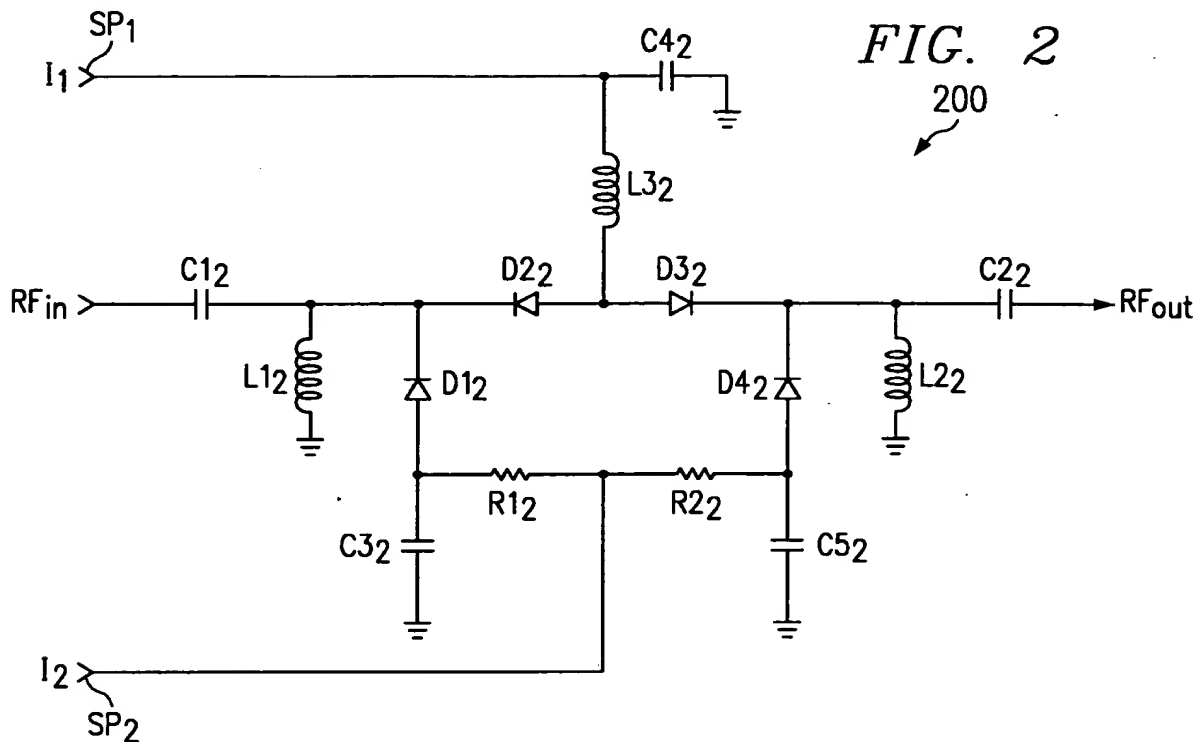 SP1
I1
C42
FIG. 2
200
L32
C12
D22
D32
C22
RFin
RFout
L12
D12
D42
L22
R12
R22
C32
C52
I2
SP2